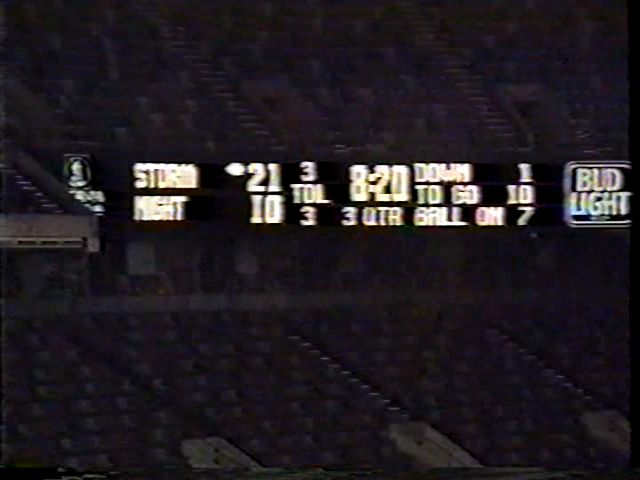 STORM 21 3 8:20 DOWN 1
TOL TO GO 10
NIGHT 10 3 3 QTR BALL ON 7
BUD
LIGHT